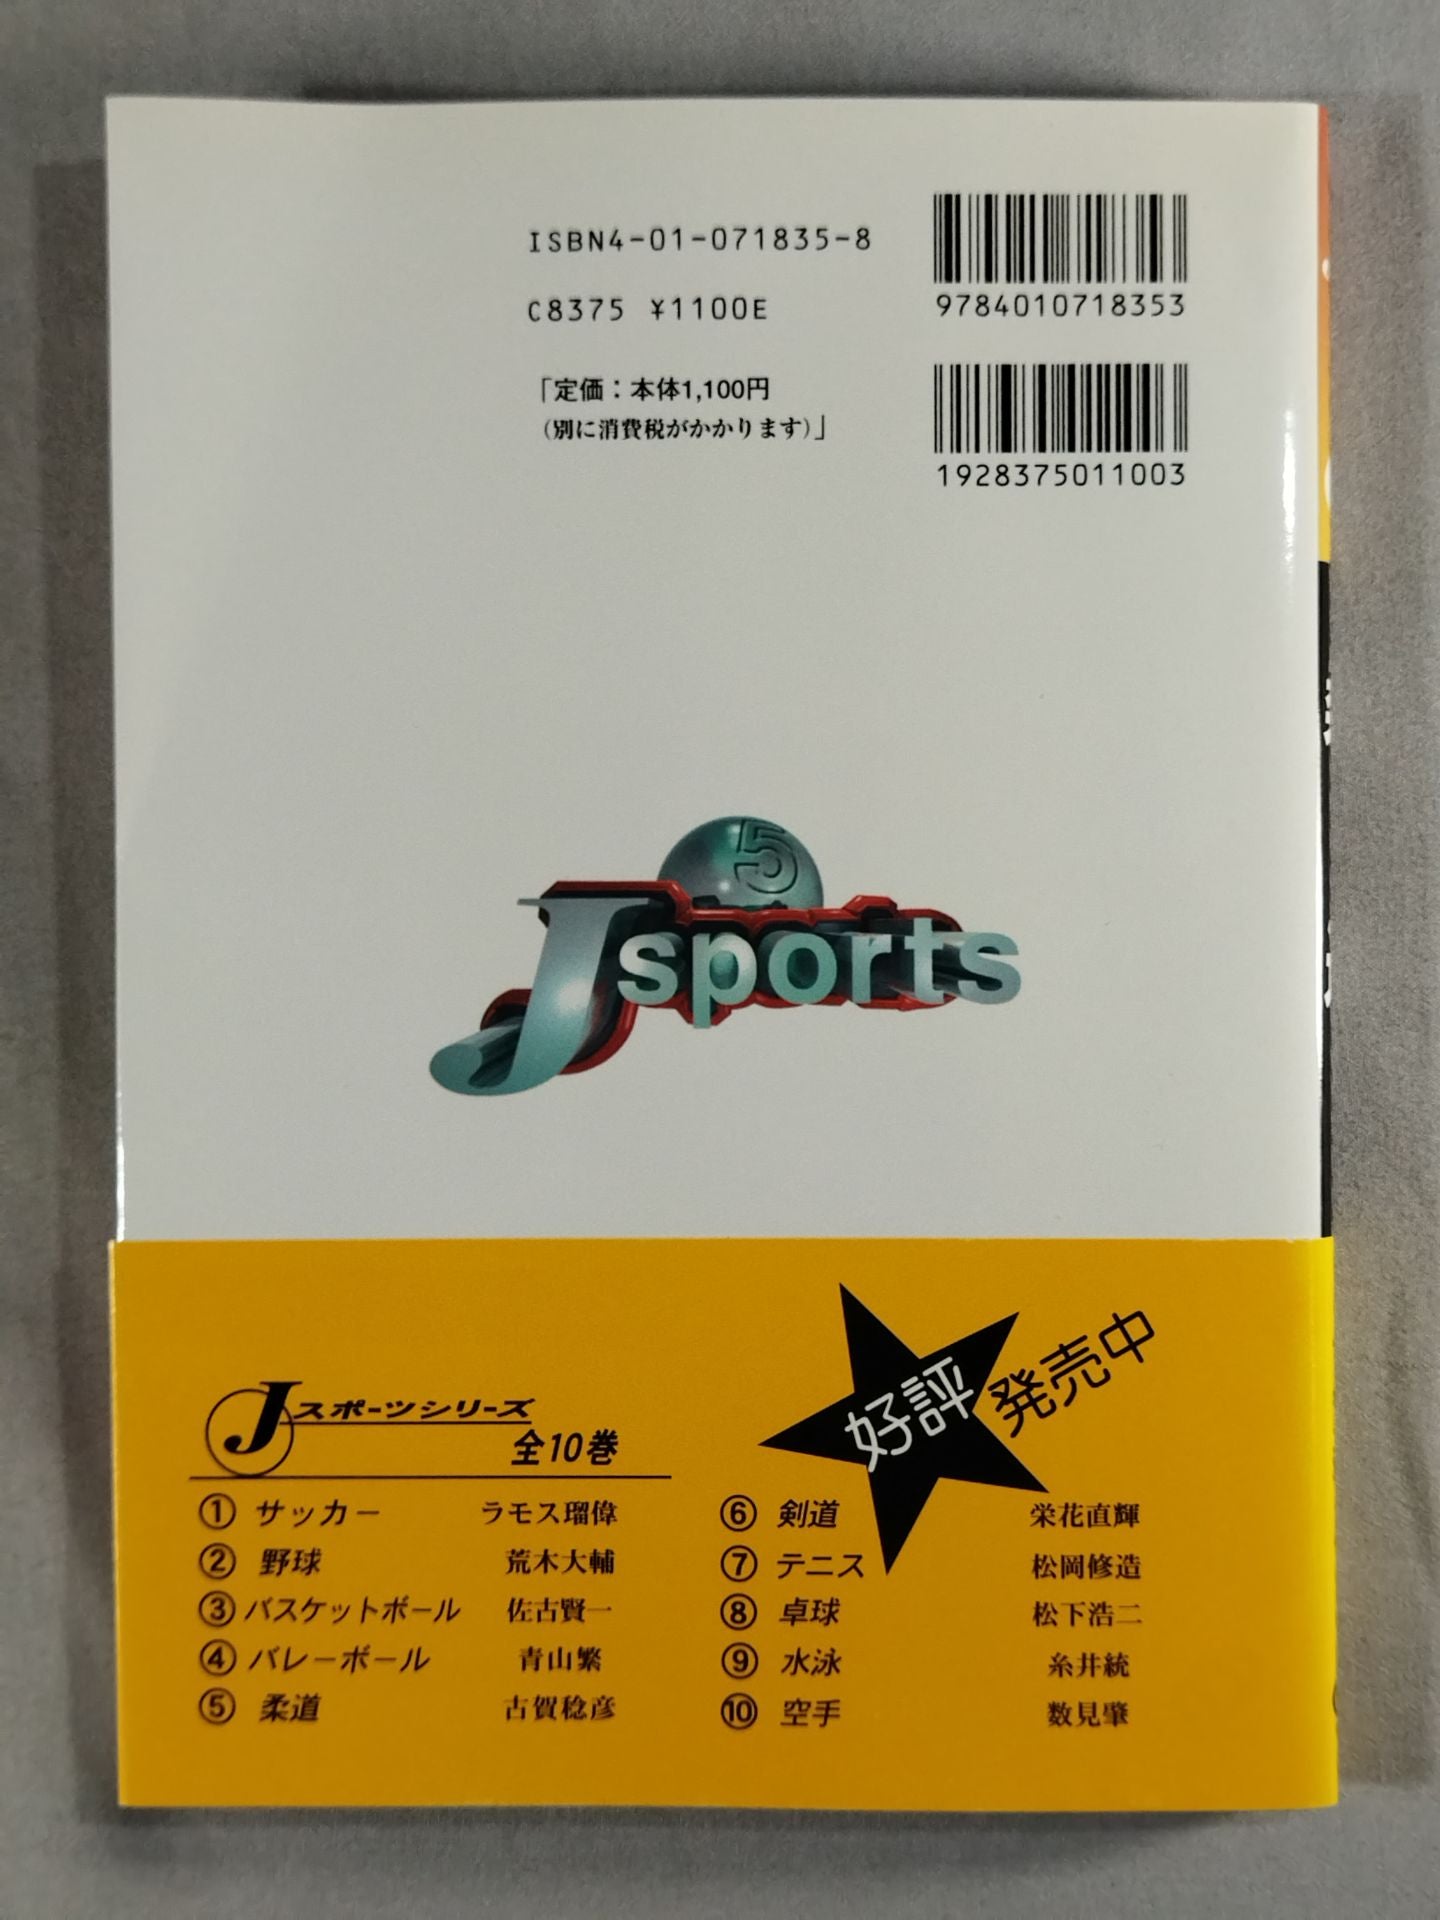 ISBN4-01-071835-8
C8375 ¥1100E
「定価：本体1,100円
（別に消費税がかかります）」
9784010718353
1928375011003
5
Jsports
好評発売中
Jスポーツシリーズ
全10巻
① サッカー ラモス瑠偉
② 野球 荒木大輔
③ バスケットボール 佐古賢一
④ バレーボール 青山繁
⑤ 柔道 古賀稔彦
⑥ 剣道 栄花直輝
⑦ テニス 松岡修造
⑧ 卓球 松下浩二
⑨ 水泳 糸井統
⑩ 空手 数見肇